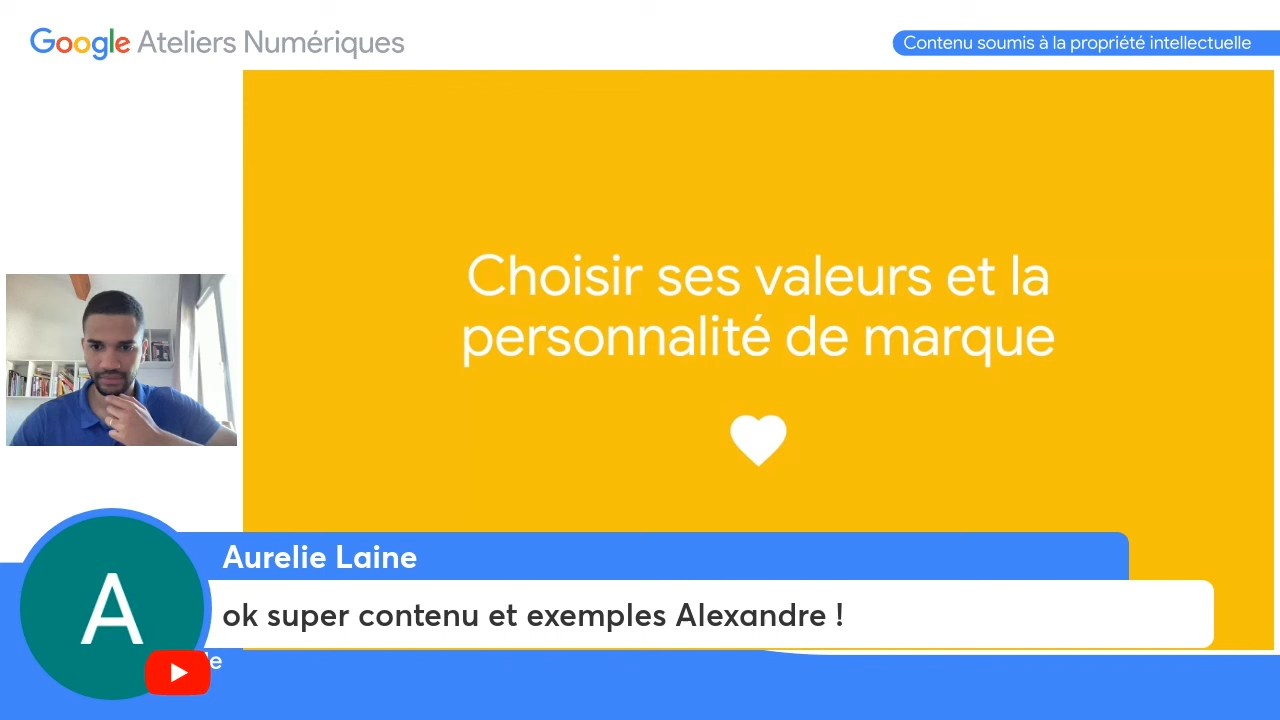 Google Ateliers Numériques
Contenu soumis à la propriété intellectuelle
Choisir ses valeurs et la
personnalité de marque
Aurelie Laine
A
ok super contenu et exemples Alexandre !